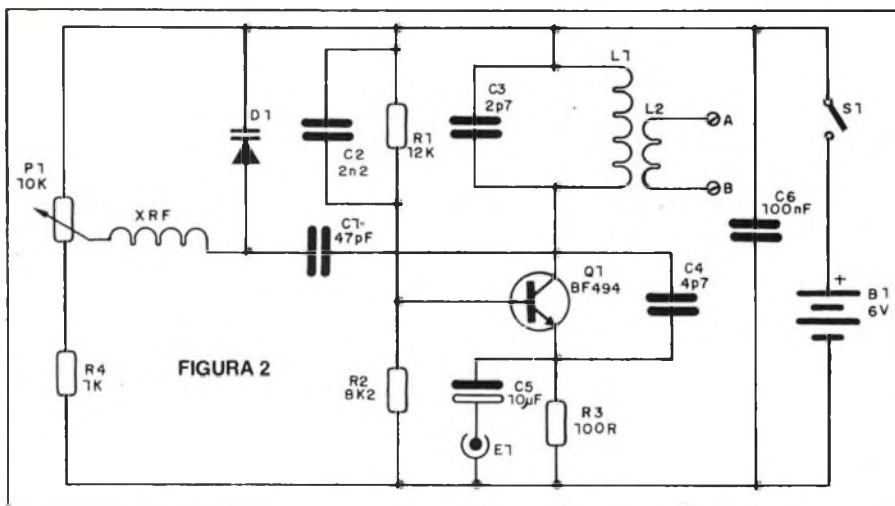 L1
D1
C3
2p7
L2
A
S1
C2
2n2
R1
12K
P1
10K
B
XRF
C1-
47pF
C6
100nF
Q1
BF494
C4
4p7
+
B1
6V
FIGURA 2
R4
1K
R2
8K2
C5
10µF
R3
100R
E1